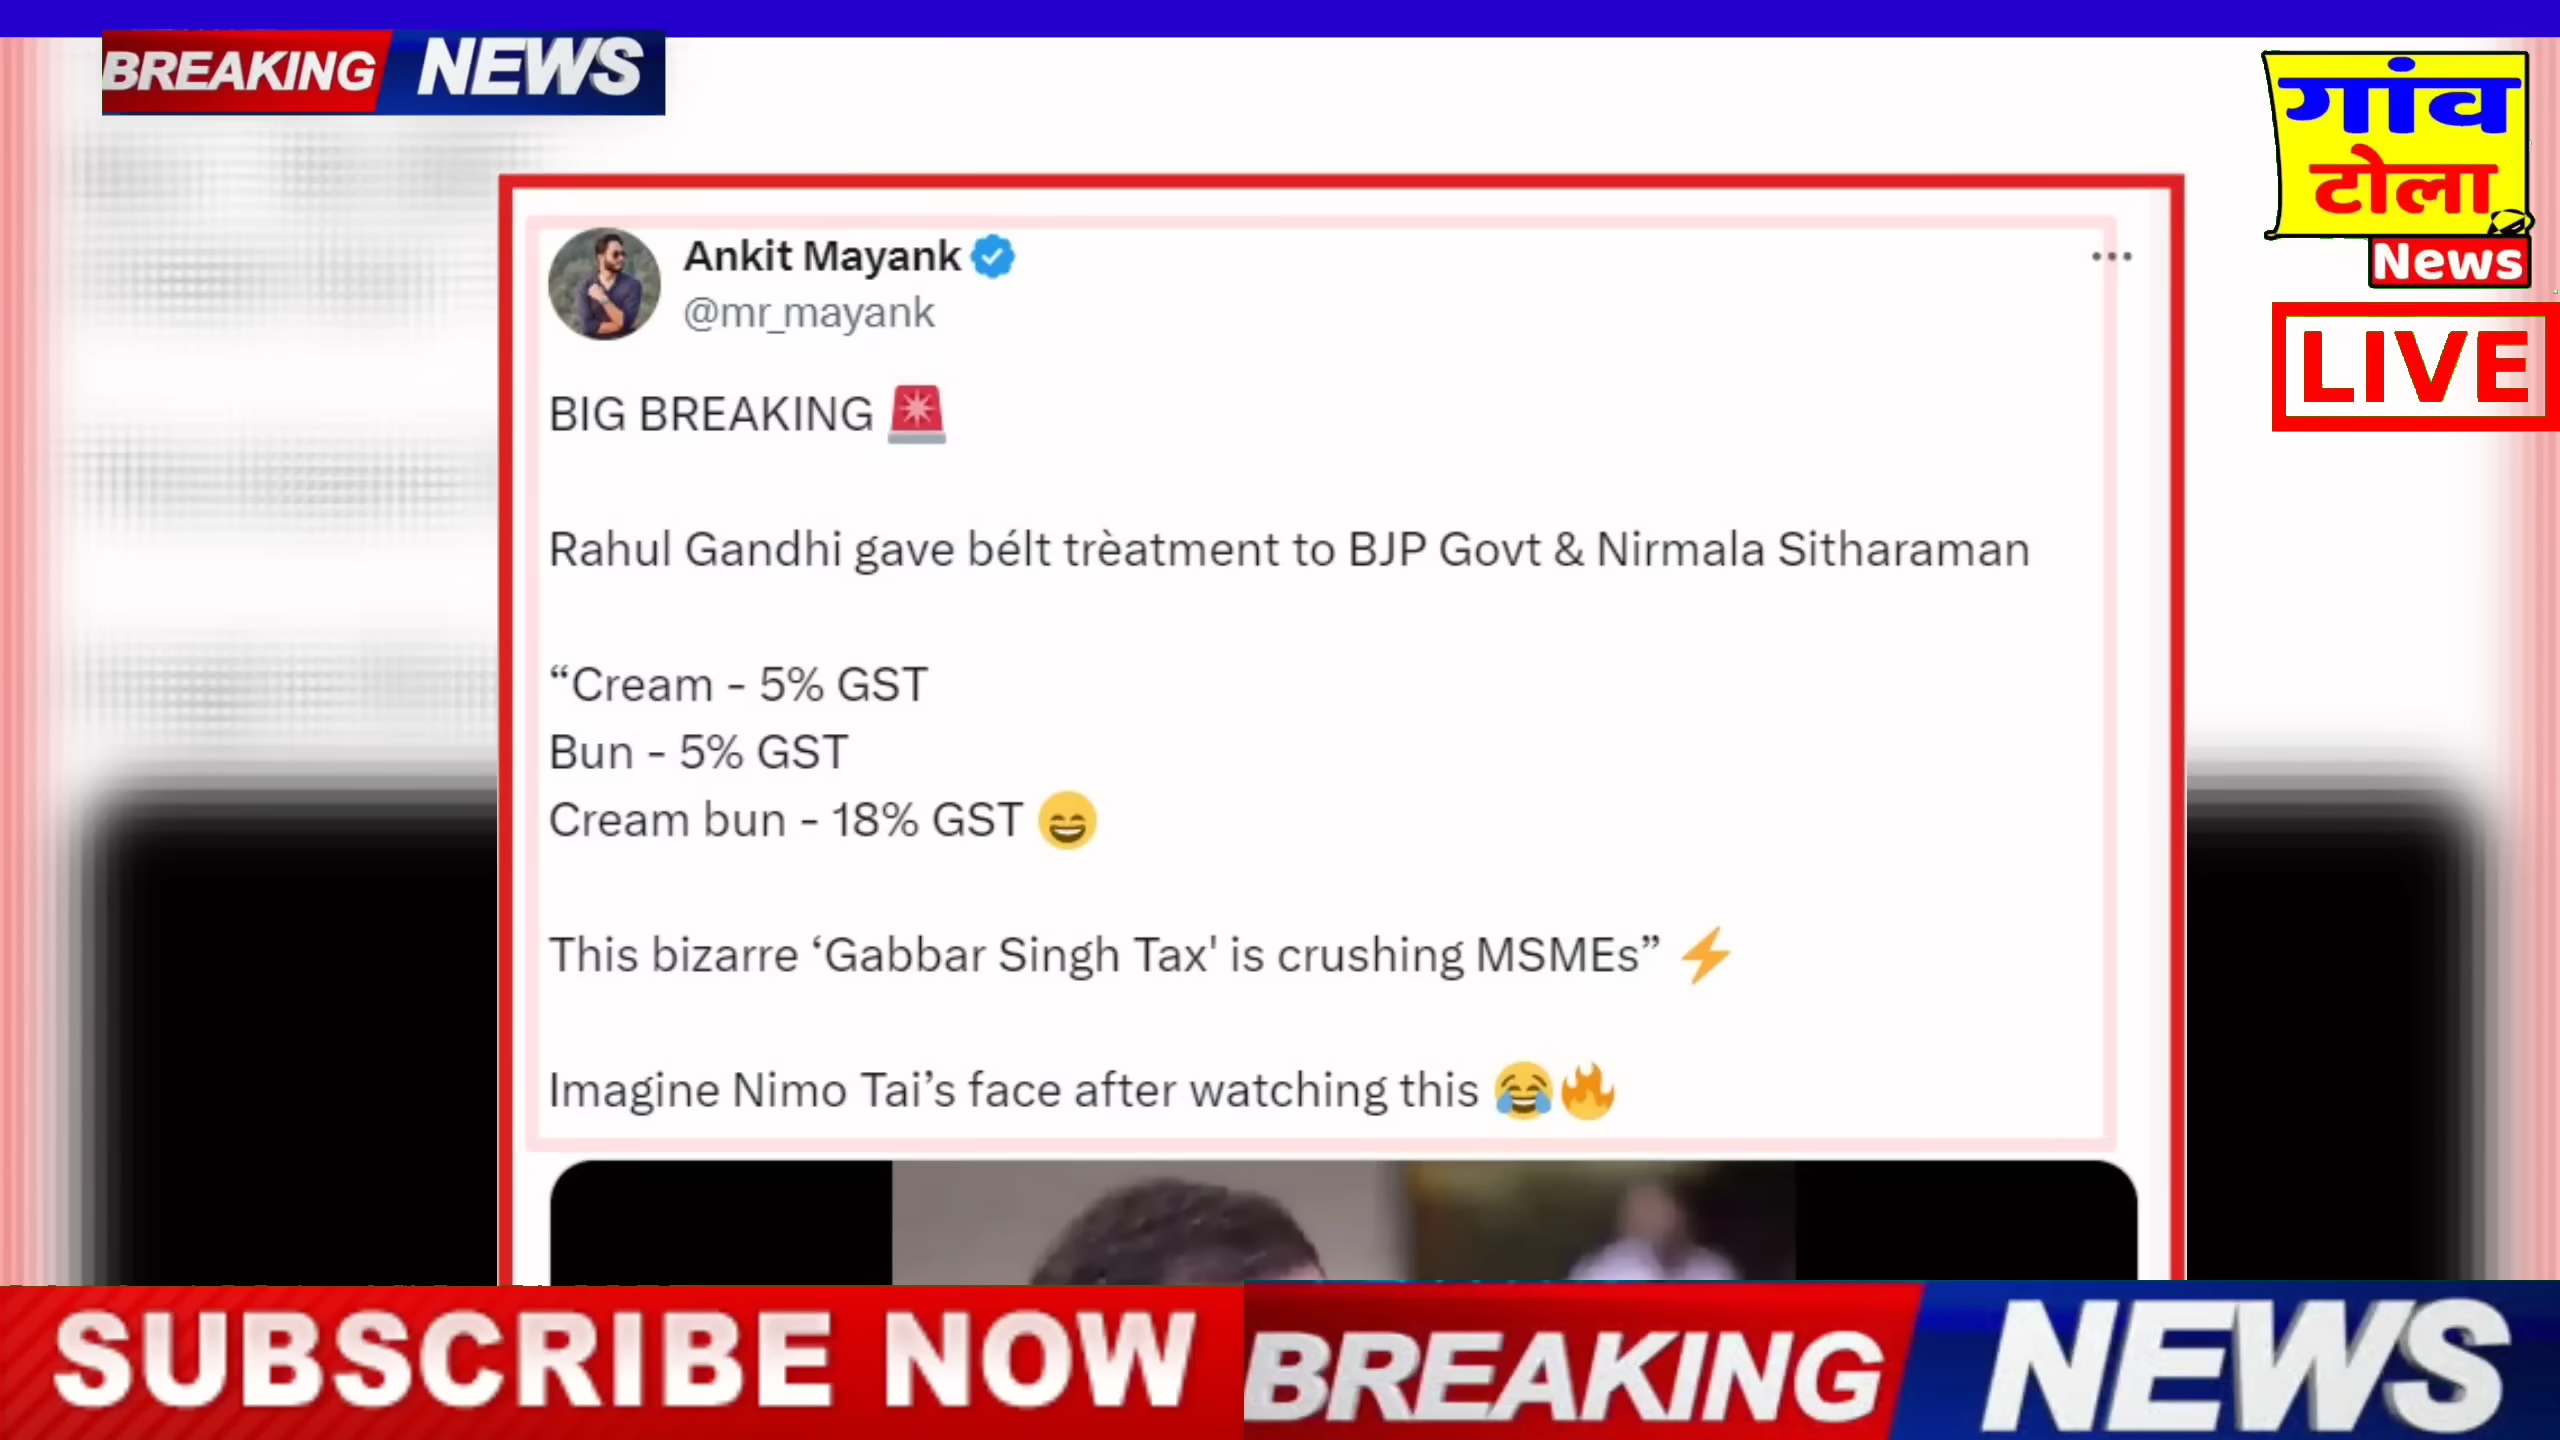 BREAKING NEWS
गांव
टोला
News
LIVE
Ankit Mayank
@mr_mayank
BIG BREAKING 🚨
Rahul Gandhi gave bélt trèatment to BJP Govt & Nirmala Sitharaman
“Cream - 5% GST
Bun - 5% GST
Cream bun - 18% GST 😄
This bizarre ‘Gabbar Singh Tax' is crushing MSMEs” ⚡
Imagine Nimo Tai’s face after watching this 😂🔥
SUBSCRIBE NOW BREAKING NEWS